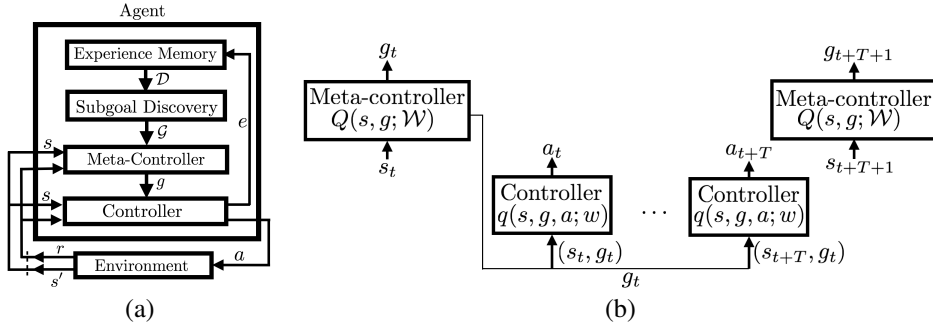 Agent
Experience Memory
𝒟
Subgoal Discovery
𝒢
e
s
Meta-Controller
g
s
Controller
r
a
Environment
s′
(a)
g_t
Meta-controller
Q(s, g; 𝒲)
s_t
a_t
Controller
q(s, g, a; w)
(s_t, g_t)
...
a_{t+T}
Controller
q(s, g, a; w)
(s_{t+T}, g_t)
g_t
g_{t+T+1}
Meta-controller
Q(s, g; 𝒲)
s_{t+T+1}
(b)